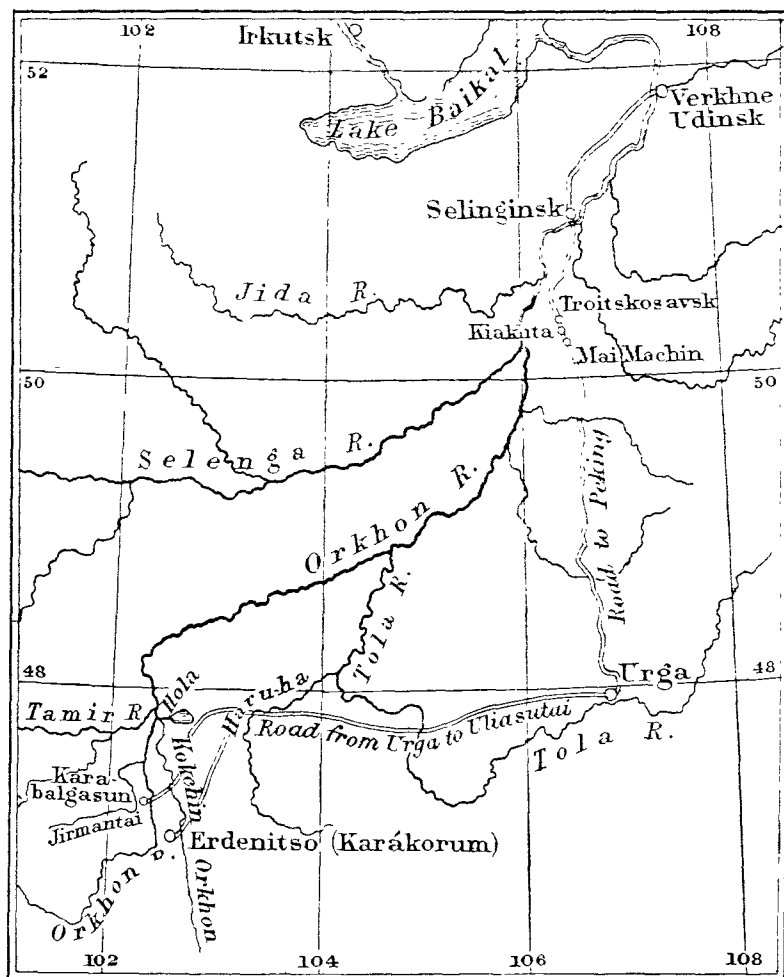 102
108
Irkutsk
52
Lake Baikal
Verkhne
Udinsk
Selinginsk
Jida R.
Troitskosavsk
Kiakhta
Mai Machin
50
50
Selenga R.
Orkhon R.
Road to Peking
Tola R.
48
48
Hola
Haruha
Urga
Tamir R
Road from Urga to Uliasutai
Tola R.
Kokchin Orkhon
Kara-
balgasun
Jirmantai
Erdenitso (Karákorum)
Orkhon R.
102
104
106
108